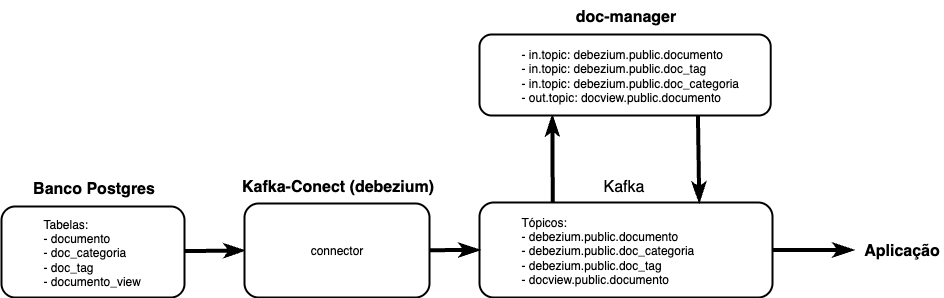 doc-manager
- in.topic: debezium.public.documento
- in.topic: debezium.public.doc_tag
- in.topic: debezium.public.doc_categoria
- out.topic: docview.public.documento
Banco Postgres
Tabelas:
- documento
- doc_categoria
- doc_tag
- documento_view
Kafka-Conect (debezium)
connector
Kafka
Tópicos:
- debezium.public.documento
- debezium.public.doc_categoria
- debezium.public.doc_tag
- docview.public.documento
Aplicação